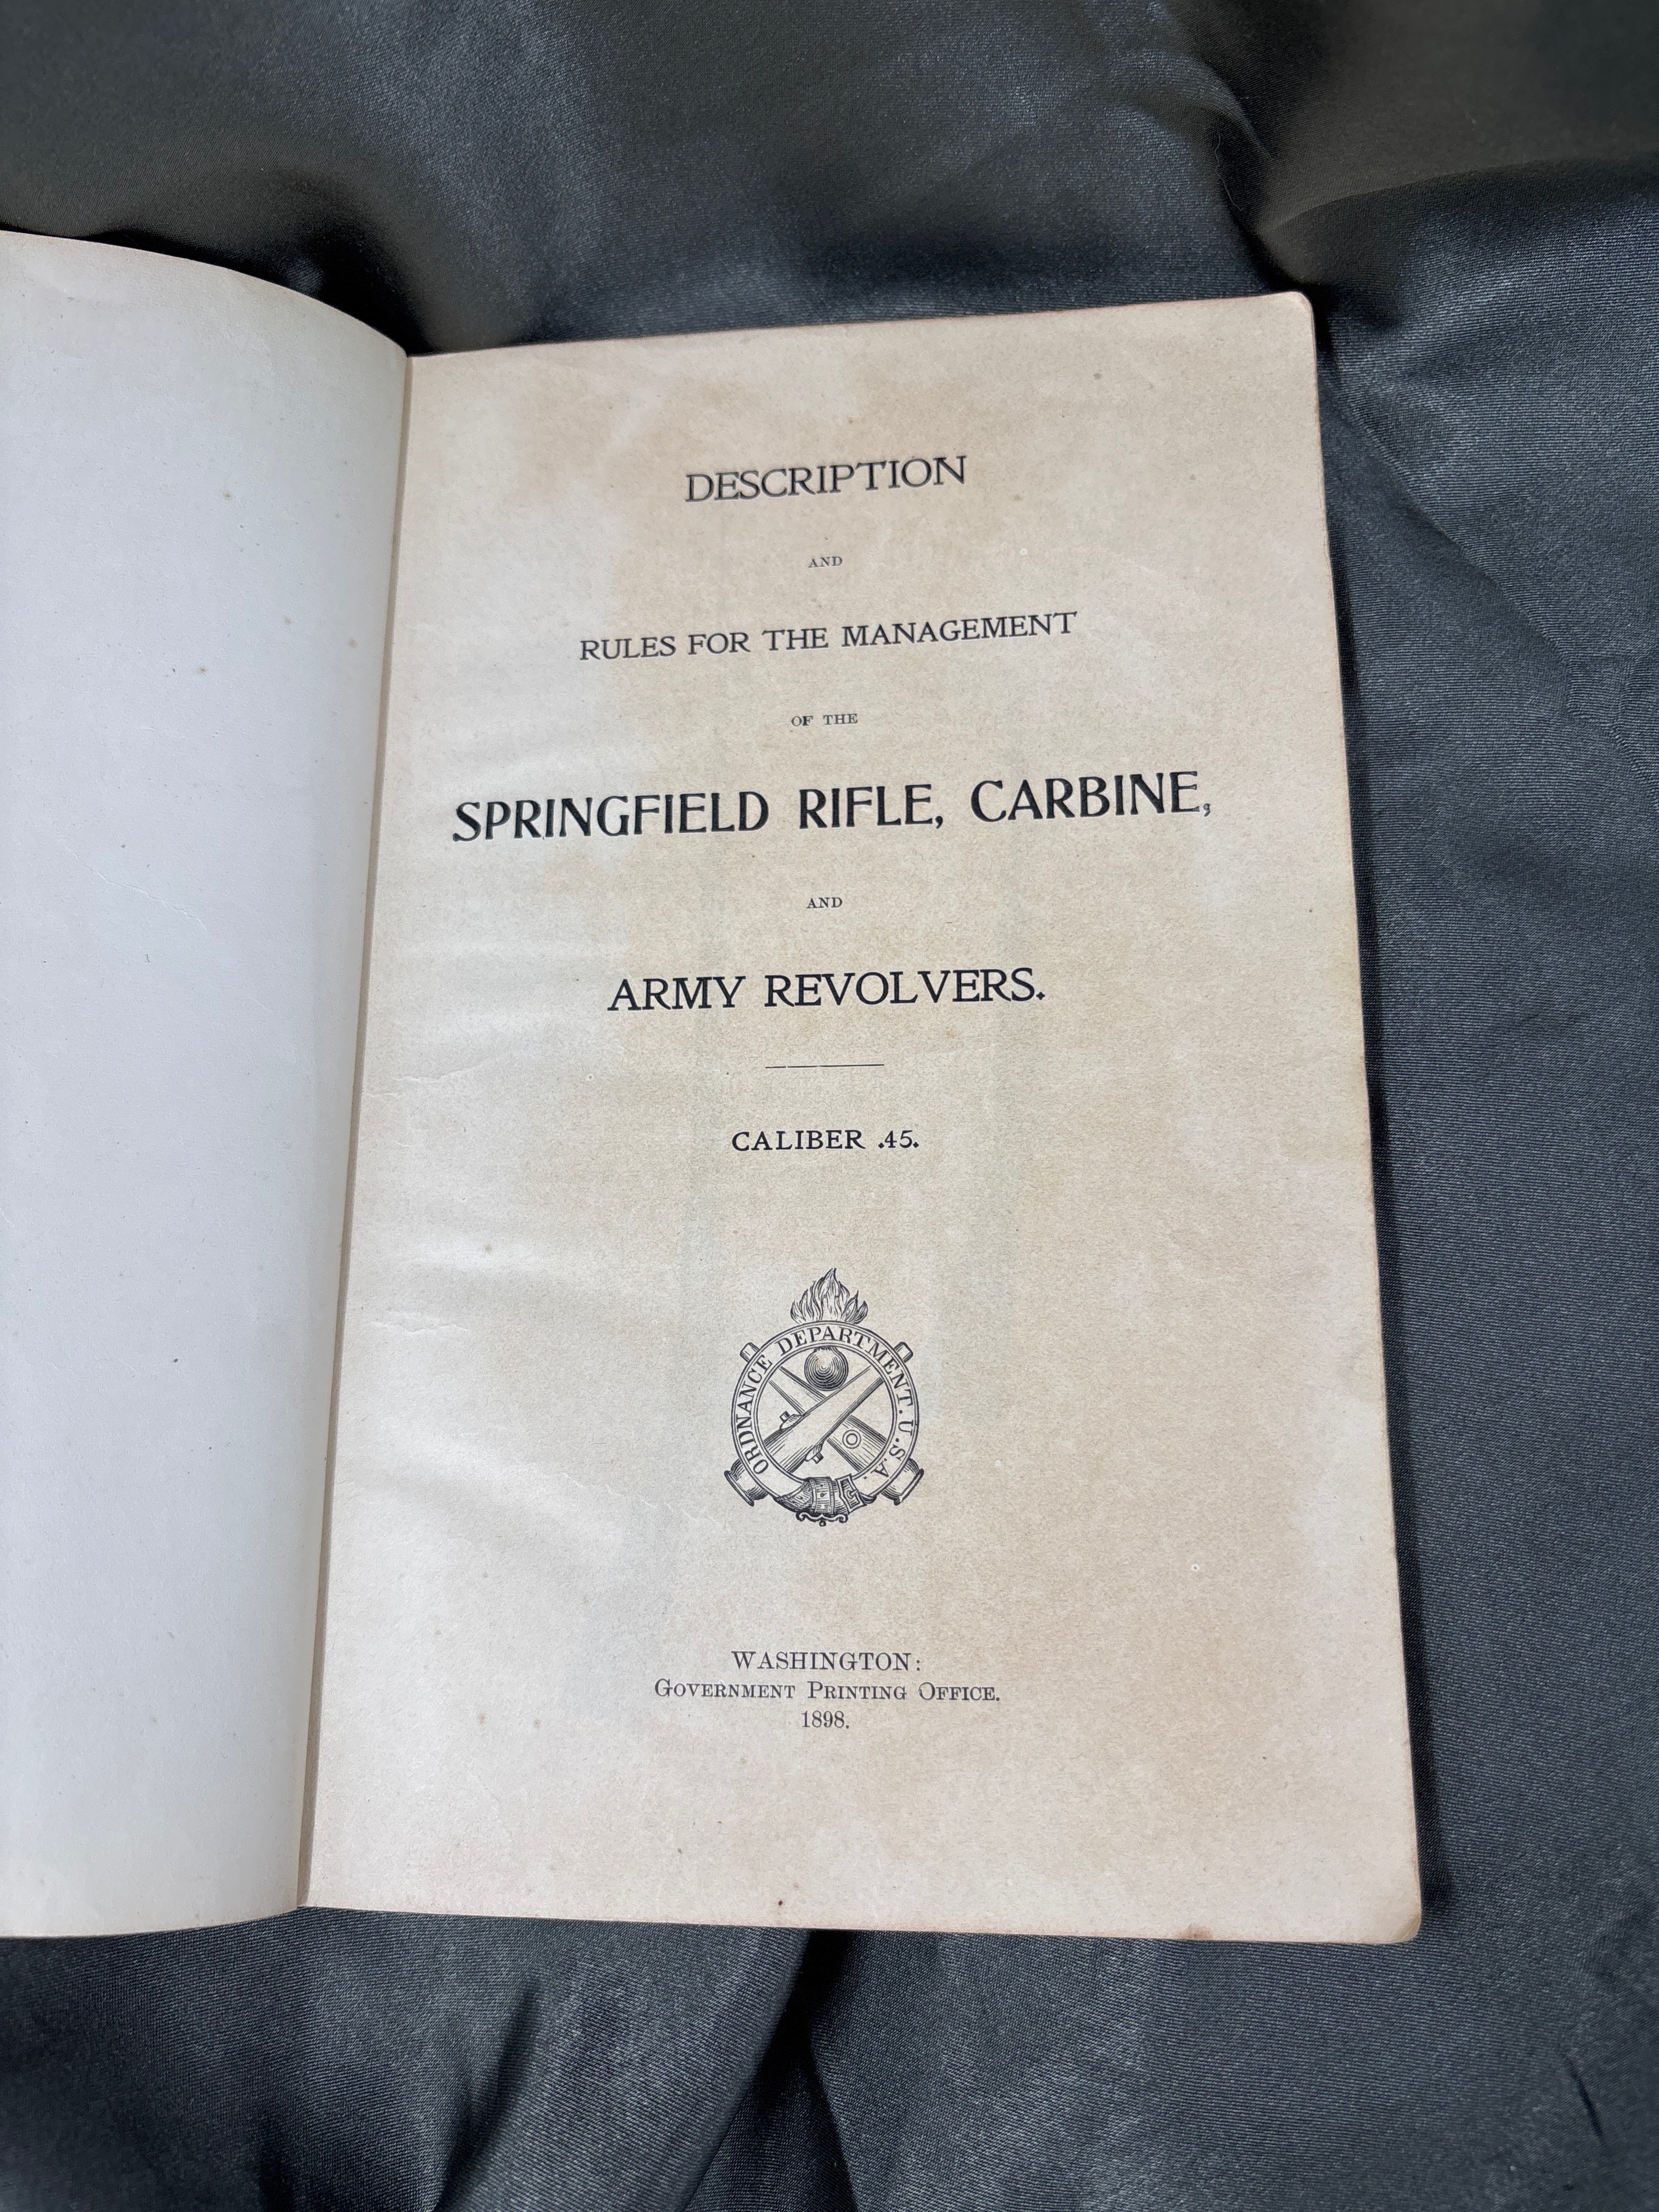 DESCRIPTION
AND
RULES FOR THE MANAGEMENT
OF THE
SPRINGFIELD RIFLE, CARBINE,
AND
ARMY REVOLVERS.
CALIBER .45.
ORDNANCE DEPARTMENT. U.S.A.
WASHINGTON:
GOVERNMENT PRINTING OFFICE.
1898.